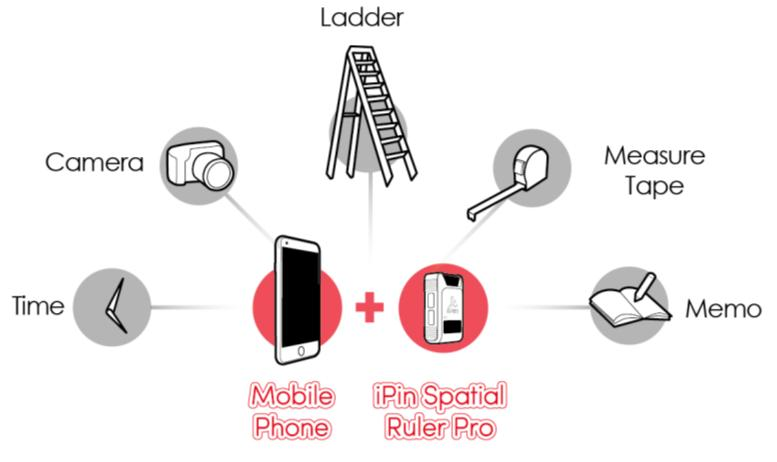 Ladder
Camera
Measure
Tape
Time
Memo
Mobile
Phone
iPin Spatial
Ruler Pro